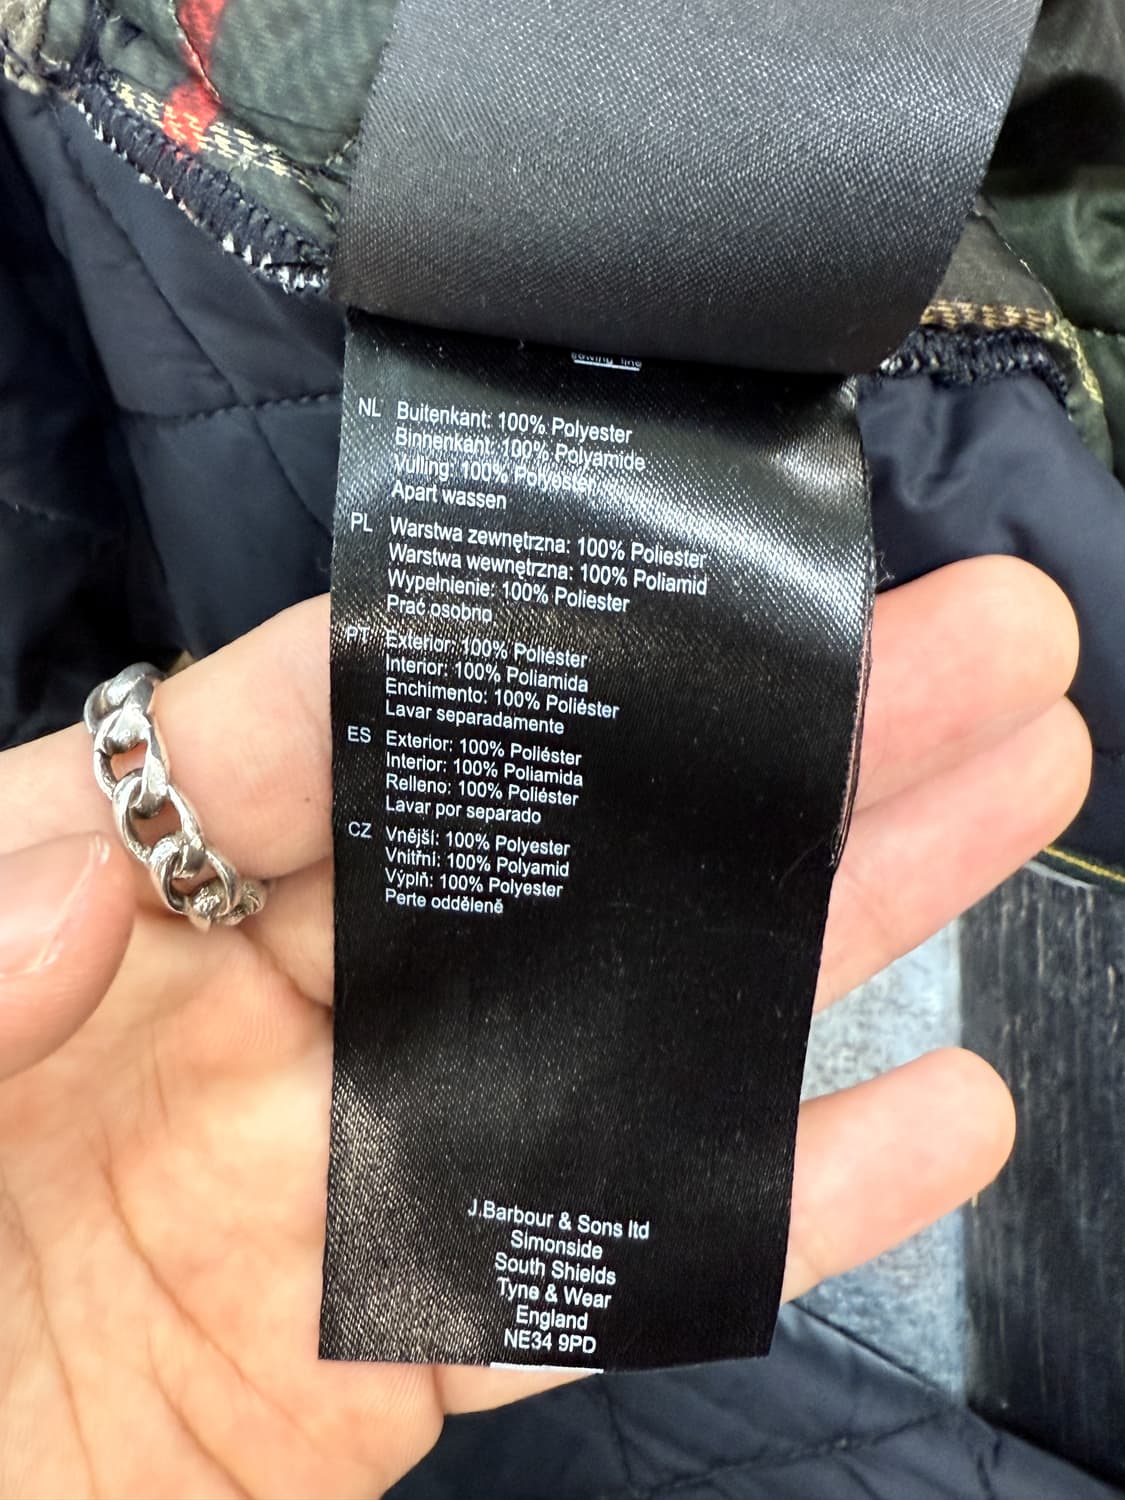 sewing line
NL Buitenkant: 100% Polyester
Binnenkant: 100% Polyamide
Vulling: 100% Polyester
Apart wassen
PL Warstwa zewnętrzna: 100% Poliester
Warstwa wewnętrzna: 100% Poliamid
Wypełnienie: 100% Poliester
Prać osobno
PT Exterior: 100% Poliéster
Interior: 100% Poliamida
Enchimento: 100% Poliéster
Lavar separadamente
ES Exterior: 100% Poliéster
Interior: 100% Poliamida
Relleno: 100% Poliéster
Lavar por separado
CZ Vnější: 100% Polyester
Vnitřní: 100% Polyamid
Výplň: 100% Polyester
Perte odděleně
J.Barbour & Sons ltd
Simonside
South Shields
Tyne & Wear
England
NE34 9PD